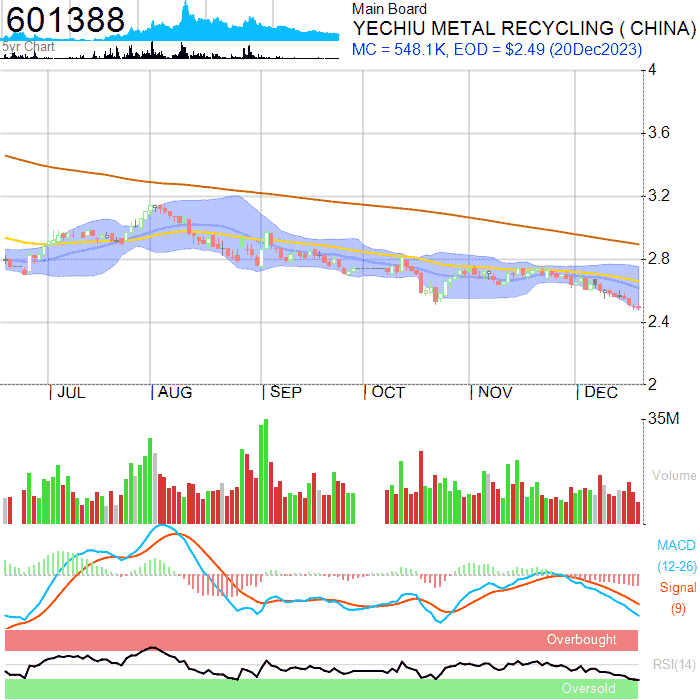 601388
5yr Chart
Main Board
YECHIU METAL RECYCLING ( CHINA)
MC = 548.1K, EOD = $2.49 (20Dec2023)
4
3.6
3.2
2.8
2.4
2
JUL AUG SEP OCT NOV DEC
35M
Volume
MACD
(12-26)
Signal
(9)
Overbought
RSI(14)
Oversold